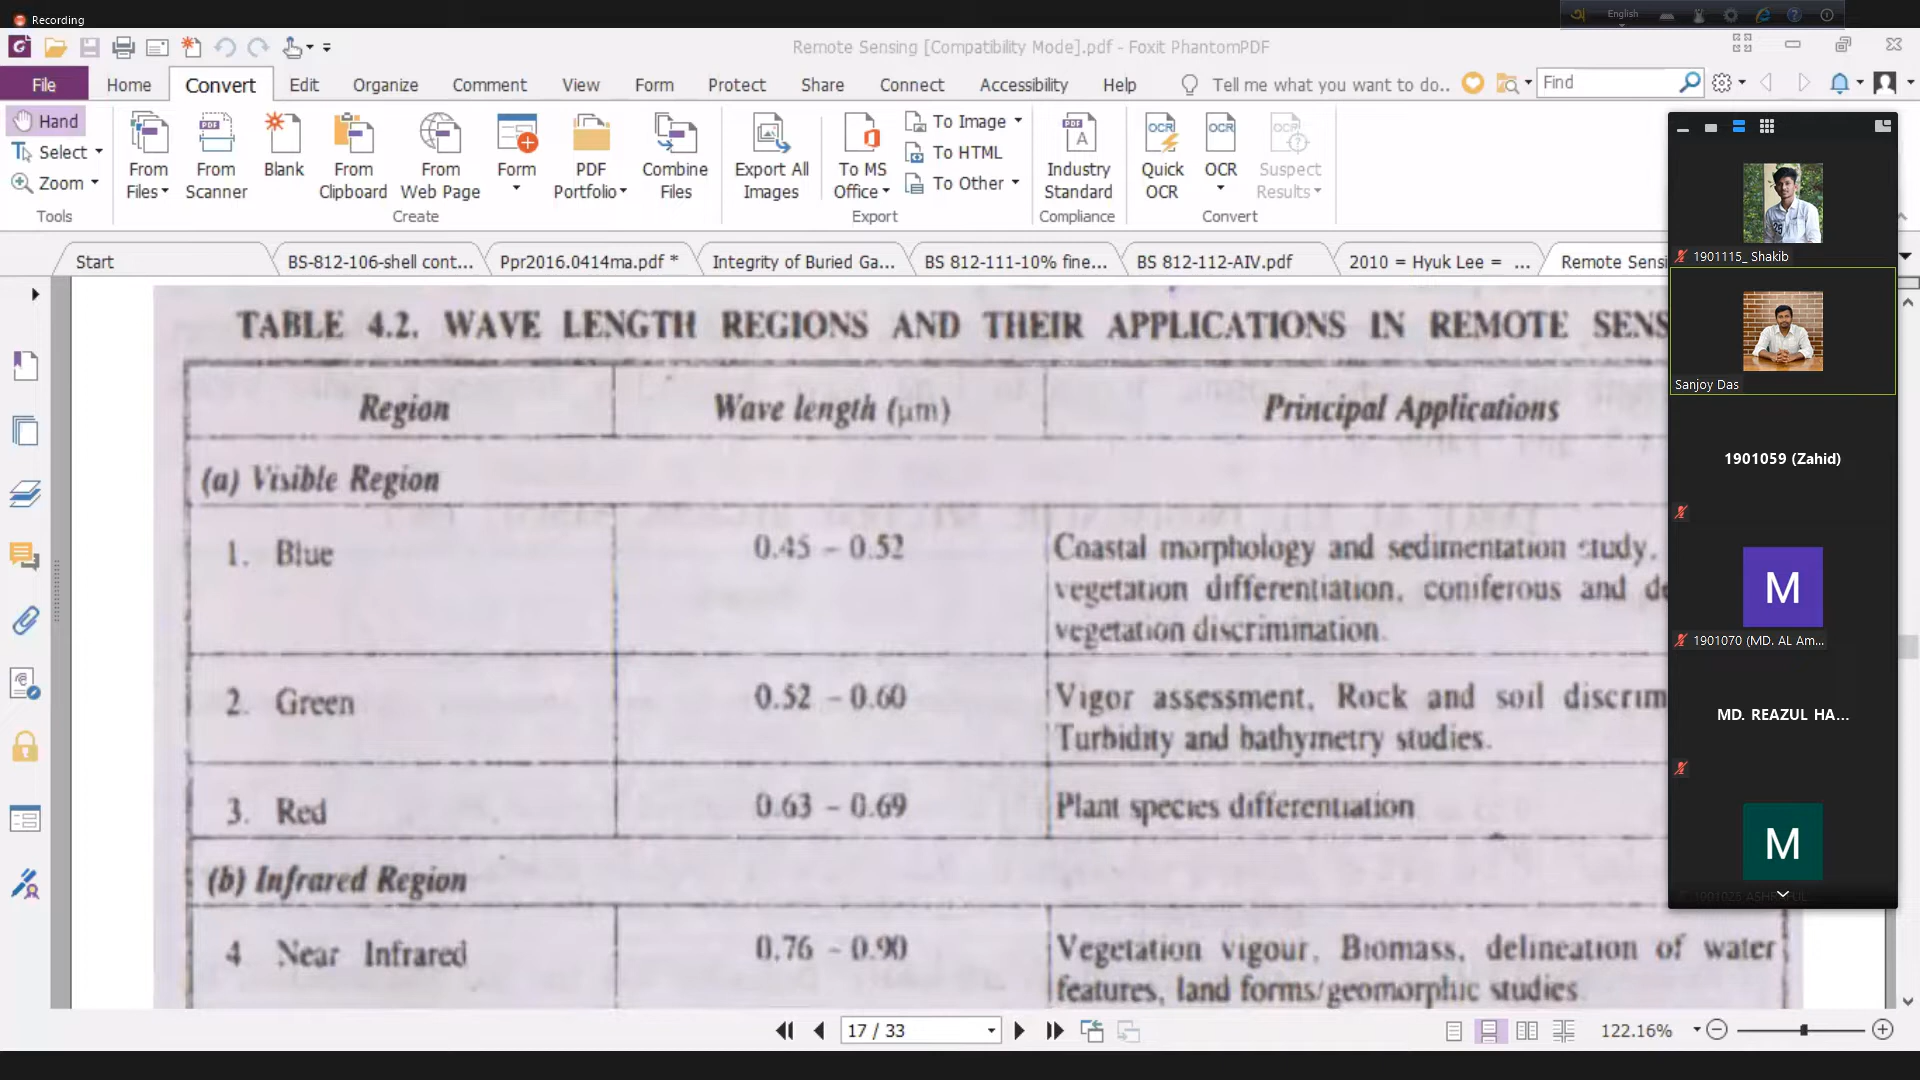 Recording
English
Remote Sensing [Compatibility Mode].pdf - Foxit PhantomPDF
File Home Convert Edit Organize Comment View Form Protect Share Connect Accessibility Help Tell me what you want to do.. Find
Hand
Select
Zoom
Tools
From Files
From Scanner
Blank
From Clipboard
From Web Page
Form
PDF Portfolio
Combine Files
Create
Export All Images
To MS Office
To Image
To HTML
To Other
Export
Industry Standard
Compliance
Quick OCR
OCR
Suspect Results
Convert
Start BS-812-106-shell cont... Ppr2016.0414ma.pdf * Integrity of Buried Ga... BS 812-111-10% fine... BS 812-112-AIV.pdf 2010 = Hyuk Lee = ... Remote Sensi
TABLE 4.2. WAVE LENGTH REGIONS AND THEIR APPLICATIONS IN REMOTE SENS
Region Wave length (μm) Principal Applications
(a) Visible Region
1. Blue 0.45 – 0.52 Coastal morphology and sedimentation study,
vegetation differentiation, coniferous and de
vegetation discrimination.
2. Green 0.52 – 0.60 Vigor assessment, Rock and soil discrim
Turbidity and bathymetry studies.
3. Red 0.63 – 0.69 Plant species differentiation
(b) Infrared Region
4 Near Infrared 0.76 – 0.90 Vegetation vigour, Biomass, delineation of water
features, land forms/geomorphic studies
17 / 33
122.16%
1901115_ Shakib
Sanjoy Das
1901059 (Zahid)
M
1901070 (MD. AL Am...
MD. REAZUL HA...
M